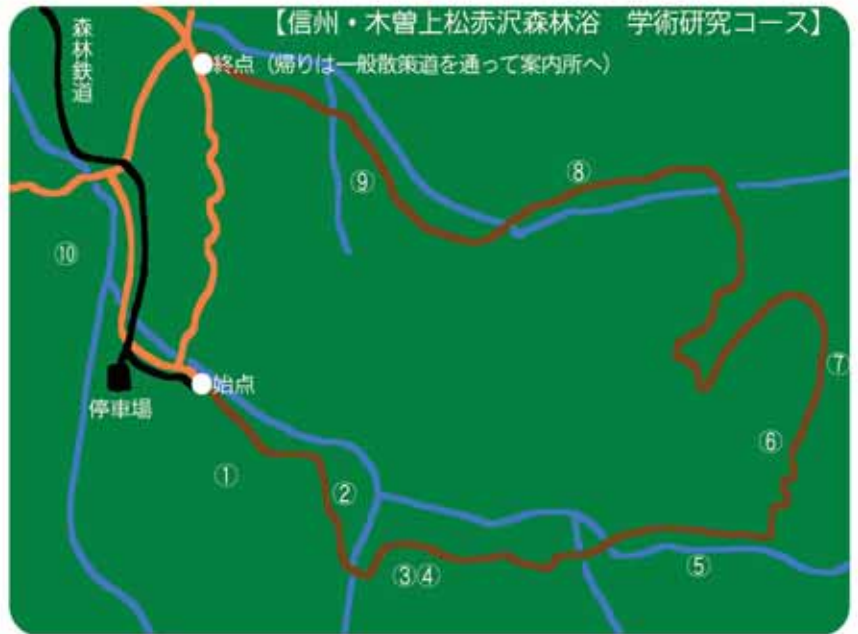 【信州・木曽上松赤沢森林浴　学術研究コース】
森林鉄道
終点（帰りは一般散策道を通って案内所へ）
⑧
⑨
⑩
⑦
始点
停車場
⑥
①
②
③④
⑤